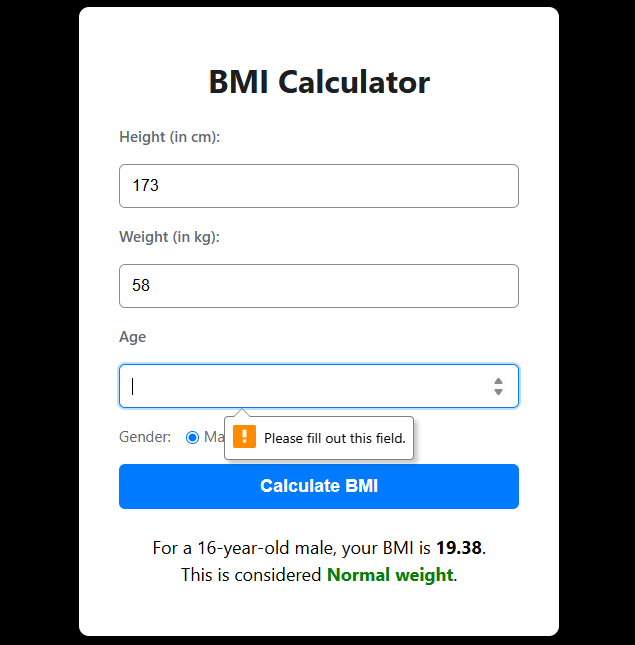 BMI Calculator
Height (in cm):
173
Weight (in kg):
58
Age
Gender: Ma
Please fill out this field.
Calculate BMI
For a 16-year-old male, your BMI is 19.38.
This is considered Normal weight.